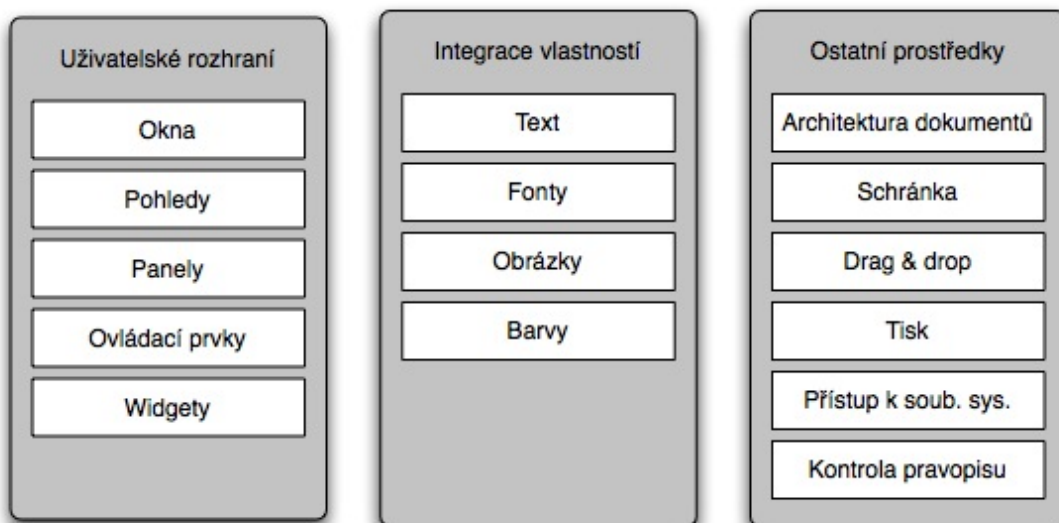 Uživatelské rozhraní
Okna
Pohledy
Panely
Ovládací prvky
Widgety
Integrace vlastností
Text
Fonty
Obrázky
Barvy
Ostatní prostředky
Architektura dokumentů
Schránka
Drag & drop
Tisk
Přístup k soub. sys.
Kontrola pravopisu